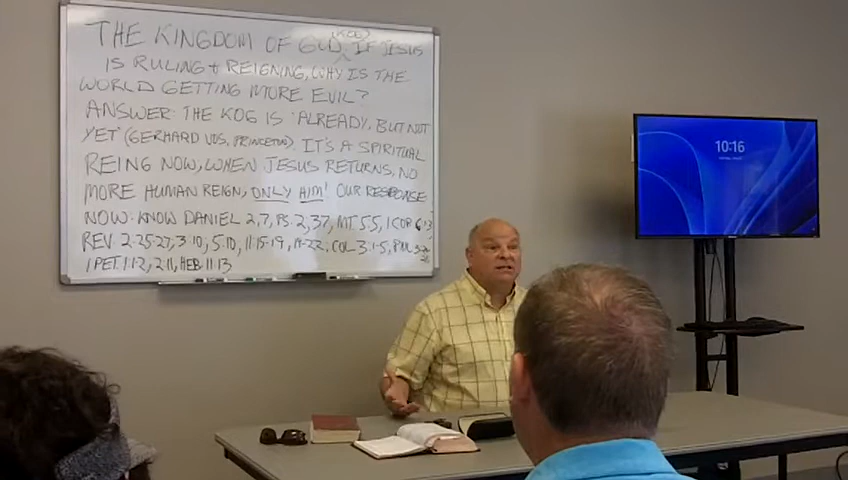 (KOG)
THE KINGDOM OF GOD. IF JESUS
IS RULING + REIGNING, WHY IS THE
WORLD GETTING MORE EVIL?
ANSWER: THE KOG IS 'ALREADY, BUT NOT
YET' (GERHARD VOS, PRINCETON). IT'S A SPIRITUAL
REING NOW, WHEN JESUS RETURNS, NO
MORE HUMAN REIGN, ONLY HIM! OUR RESPONSE
NOW: KNOW DANIEL 2,7, PS. 2, 37, MT. 5:5, 1 COR 6:
REV. 2:25-27, 3:10, 5:10, 11:15-19, 19-22. COL. 3:1-5, PHIL
1 PET. 1:12, 2:11, HEB 11:13
10:16